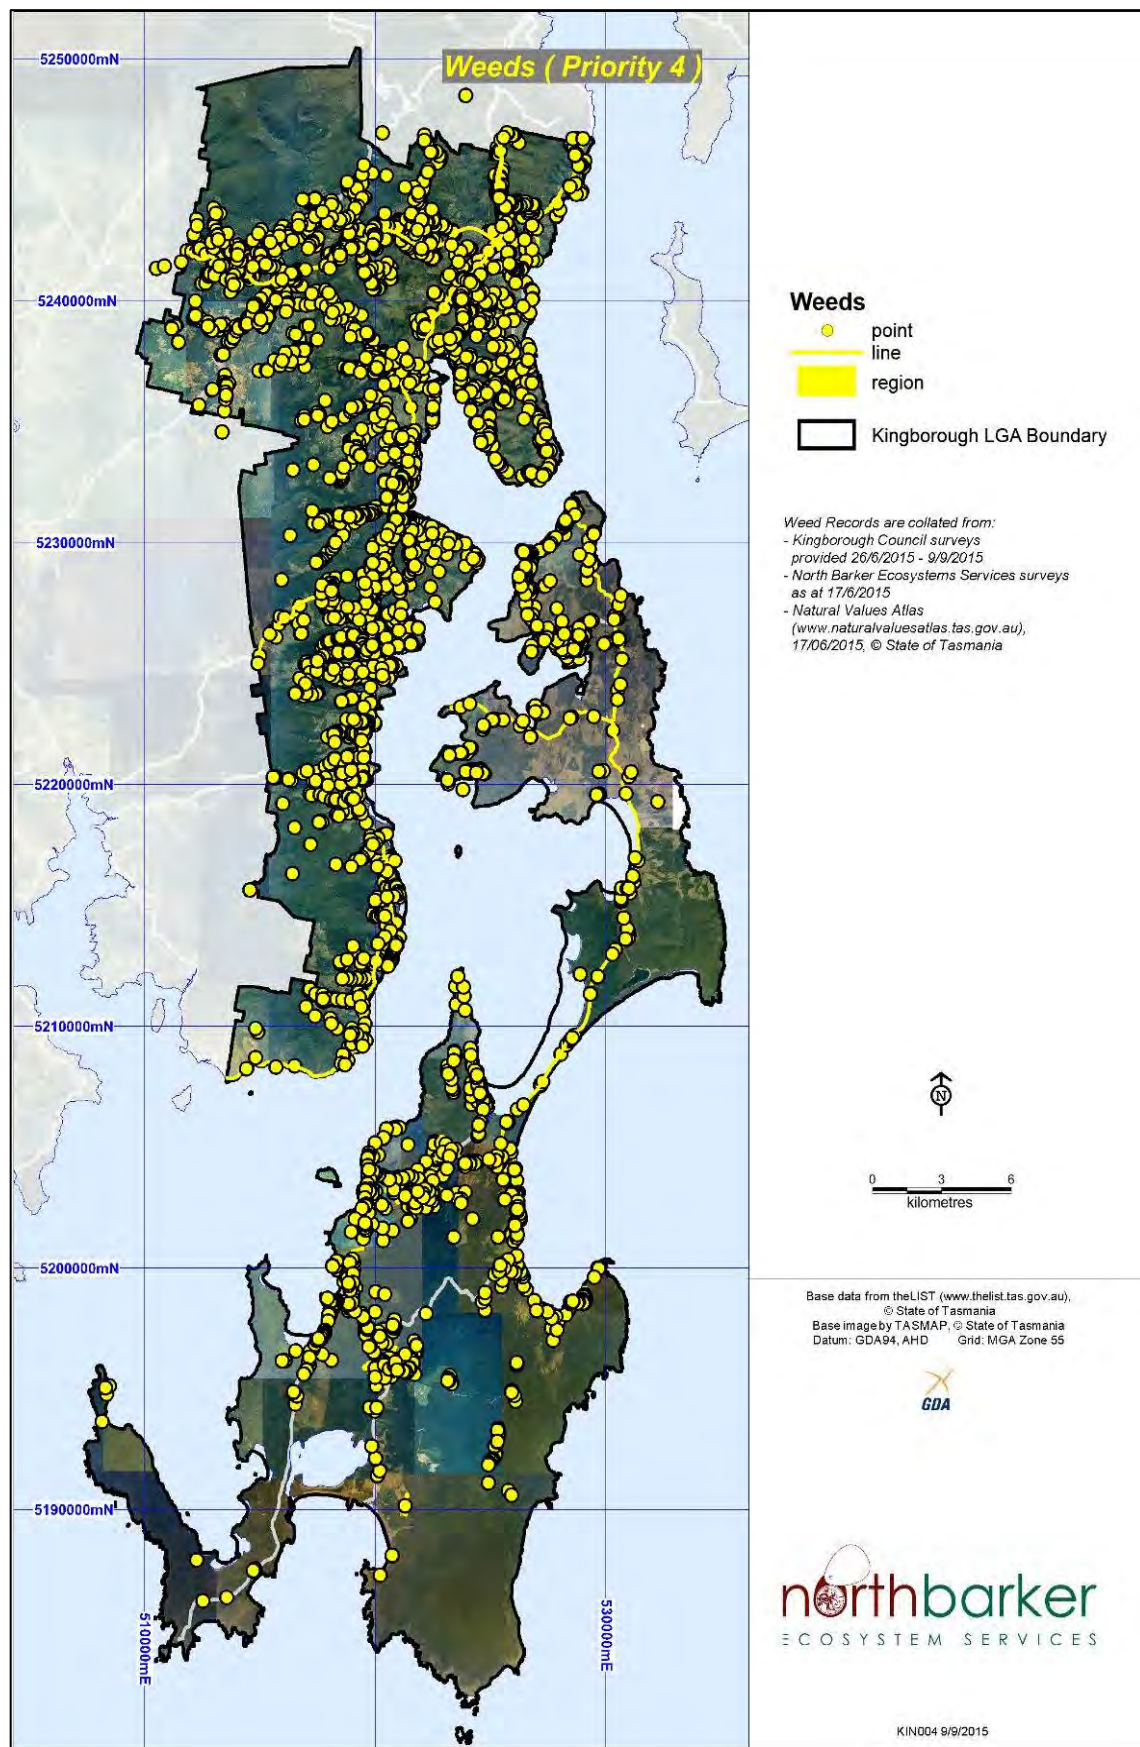 Weeds ( Priority 4 )
5250000mN
5240000mN
5230000mN
5220000mN
5210000mN
5200000mN
5190000mN
510000mE
530000mE
Weeds
point
line
region
Kingborough LGA Boundary
Weed Records are collated from:
- Kingborough Council surveys
provided 26/6/2015 - 9/9/2015
- North Barker Ecosystems Services surveys
as at 17/6/2015
- Natural Values Atlas
(www.naturalvaluesatlas.tas.gov.au),
17/06/2015, © State of Tasmania
N
0 3 6
kilometres
Base data from theLIST (www.thelist.tas.gov.au),
© State of Tasmania
Base image by TASMAP, © State of Tasmania
Datum: GDA94, AHD Grid: MGA Zone 55
GDA
northbarker
ECOSYSTEM SERVICES
KIN004 9/9/2015